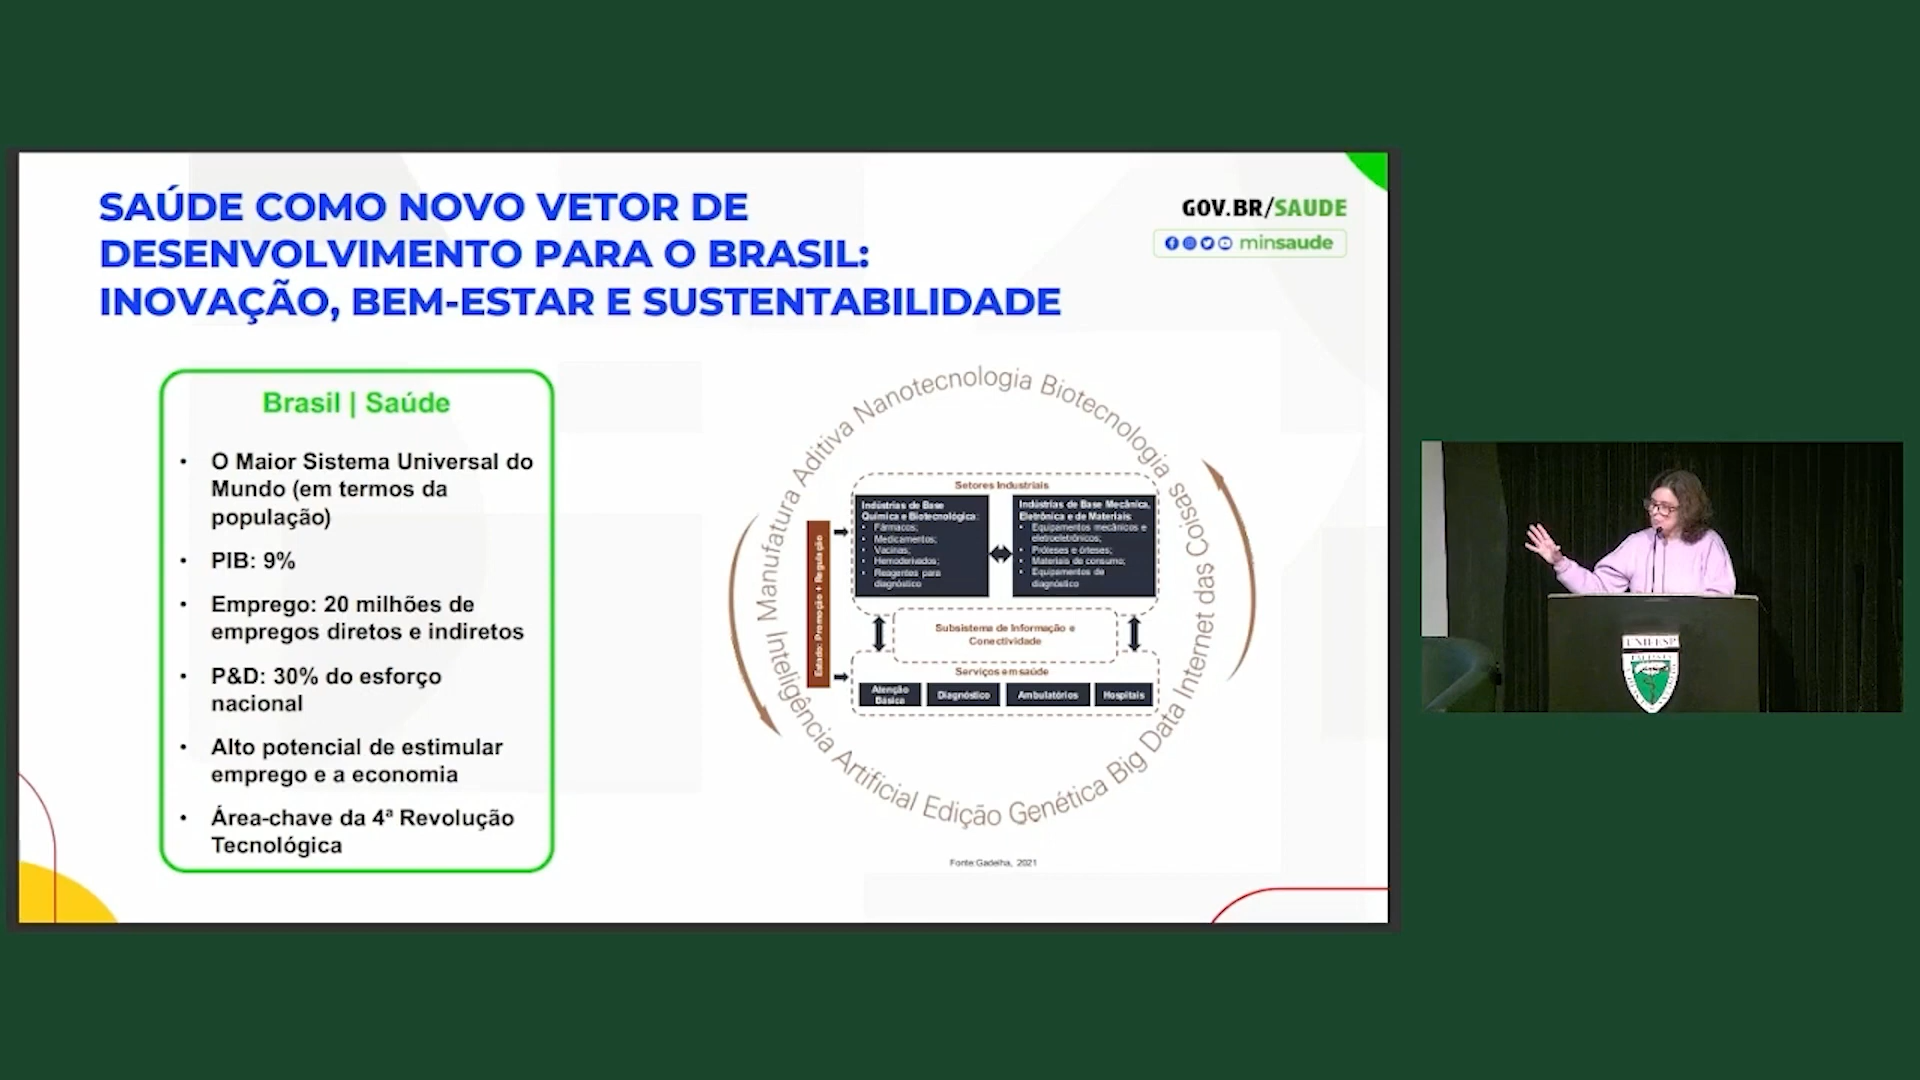 SAÚDE COMO NOVO VETOR DE
DESENVOLVIMENTO PARA O BRASIL:
INOVAÇÃO, BEM-ESTAR E SUSTENTABILIDADE
GOV.BR/SAUDE
minsaude
Brasil | Saúde
• O Maior Sistema Universal do
Mundo (em termos da
população)
• PIB: 9%
• Emprego: 20 milhões de
empregos diretos e indiretos
• P&D: 30% do esforço
nacional
• Alto potencial de estimular
emprego e a economia
• Área-chave da 4ª Revolução
Tecnológica
Inteligência Artificial Edição Genética Big Data Internet das Coisas
Manufatura Aditiva Nanotecnologia Biotecnologia
Estado: Promoção + Regulação
Setores Industriais
Indústrias de Base
Química e Biotecnológica:
• Fármacos;
• Medicamentos;
• Vacinas;
• Hemoderivados;
• Reagentes para
diagnóstico
Indústrias de Base Mecânica,
Eletrônica e de Materiais
• Equipamentos mecânicos e
eletroeletrônicos;
• Próteses e órteses;
• Materiais de consumo;
• Equipamentos de
diagnóstico
Subsistema de Informação e
Conectividade
Serviços em saúde
Atenção
Básica
Diagnóstico
Ambulatórios
Hospitais
Fonte:Gadelha, 2021
UNIFESP